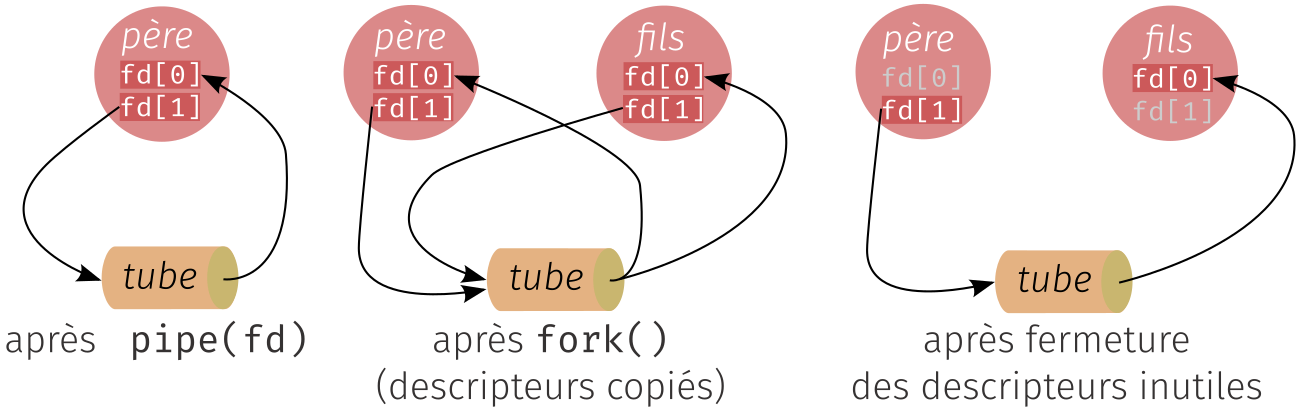 père
fd[0]
fd[1]
tube
après pipe(fd)
père
fd[0]
fd[1]
fils
fd[0]
fd[1]
tube
après fork()
(descripteurs copiés)
père
fd[0]
fd[1]
fils
fd[0]
fd[1]
tube
après fermeture
des descripteurs inutiles